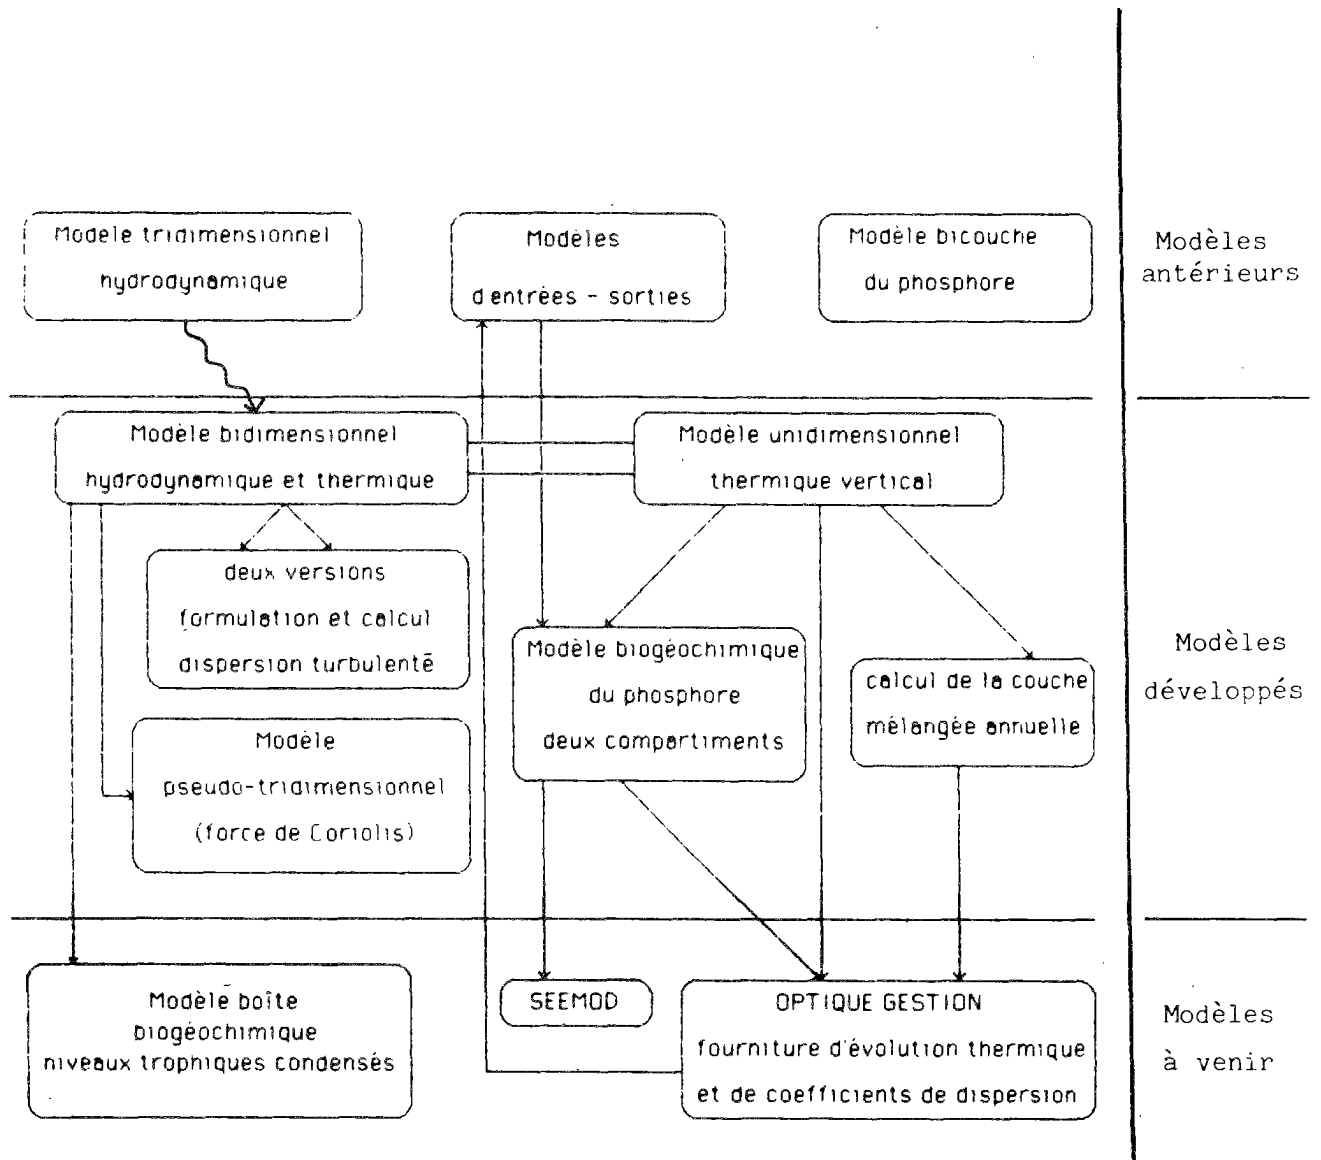 Modèle tridimensionnel
hydrodynamique
Modèles
d'entrées - sorties
Modèle bicouche
du phosphore
Modèles
antérieurs
Modèle bidimensionnel
hydrodynamique et thermique
Modèle unidimensionnel
thermique vertical
deux versions
formulation et calcul
dispersion turbulenté
Modèle
pseudo-tridimensionnel
(force de Coriolis)
Modèle biogéochimique
du phosphore
deux compartiments
calcul de la couche
mélangée annuelle
Modèles
développés
Modèlé boîte
biogéochimique
niveaux trophiques condensés
SEEMOD
OPTIQUE GESTION
fourniture d'évolution thermique
et de coefficients de dispersion
Modèles
à venir